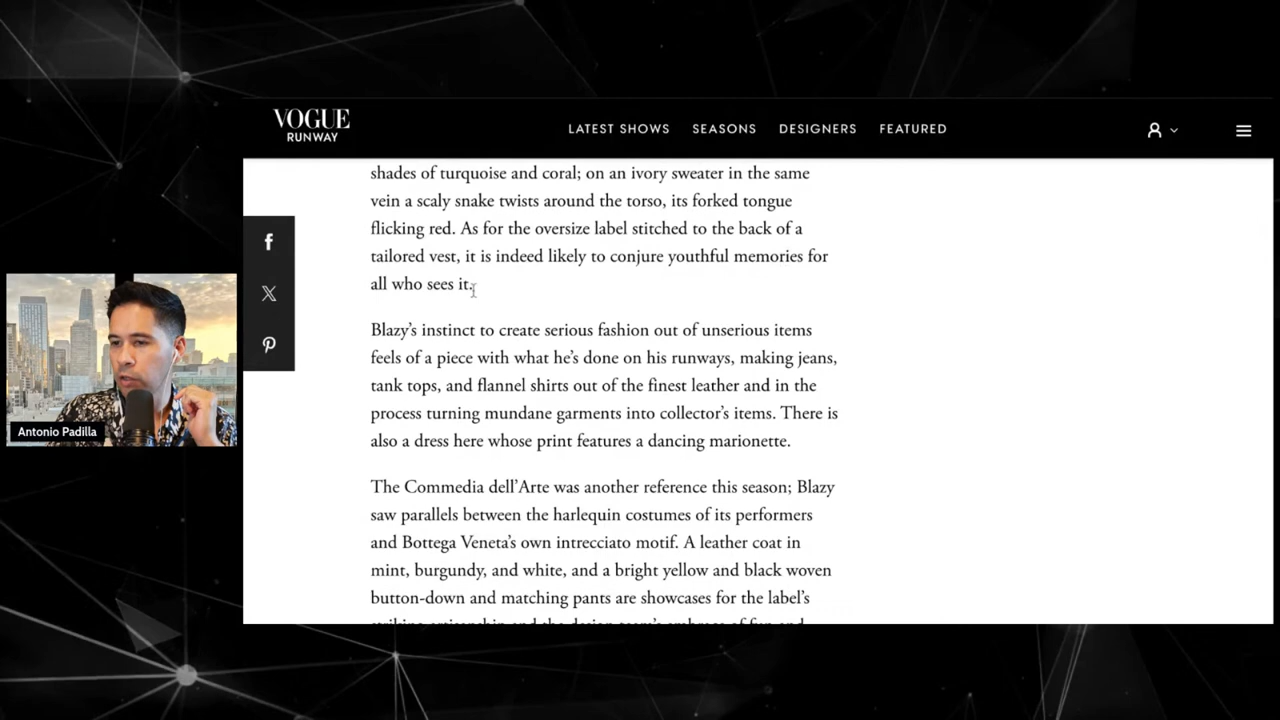 VOGUE
RUNWAY
LATEST SHOWS
SEASONS
DESIGNERS
FEATURED
shades of turquoise and coral; on an ivory sweater in the same
vein a scaly snake twists around the torso, its forked tongue
flicking red. As for the oversize label stitched to the back of a
tailored vest, it is indeed likely to conjure youthful memories for
all who sees it.
Blazy’s instinct to create serious fashion out of unserious items
feels of a piece with what he’s done on his runways, making jeans,
tank tops, and flannel shirts out of the finest leather and in the
process turning mundane garments into collector’s items. There is
also a dress here whose print features a dancing marionette.
The Commedia dell’Arte was another reference this season; Blazy
saw parallels between the harlequin costumes of its performers
and Bottega Veneta’s own intrecciato motif. A leather coat in
mint, burgundy, and white, and a bright yellow and black woven
button-down and matching pants are showcases for the label’s
Antonio Padilla